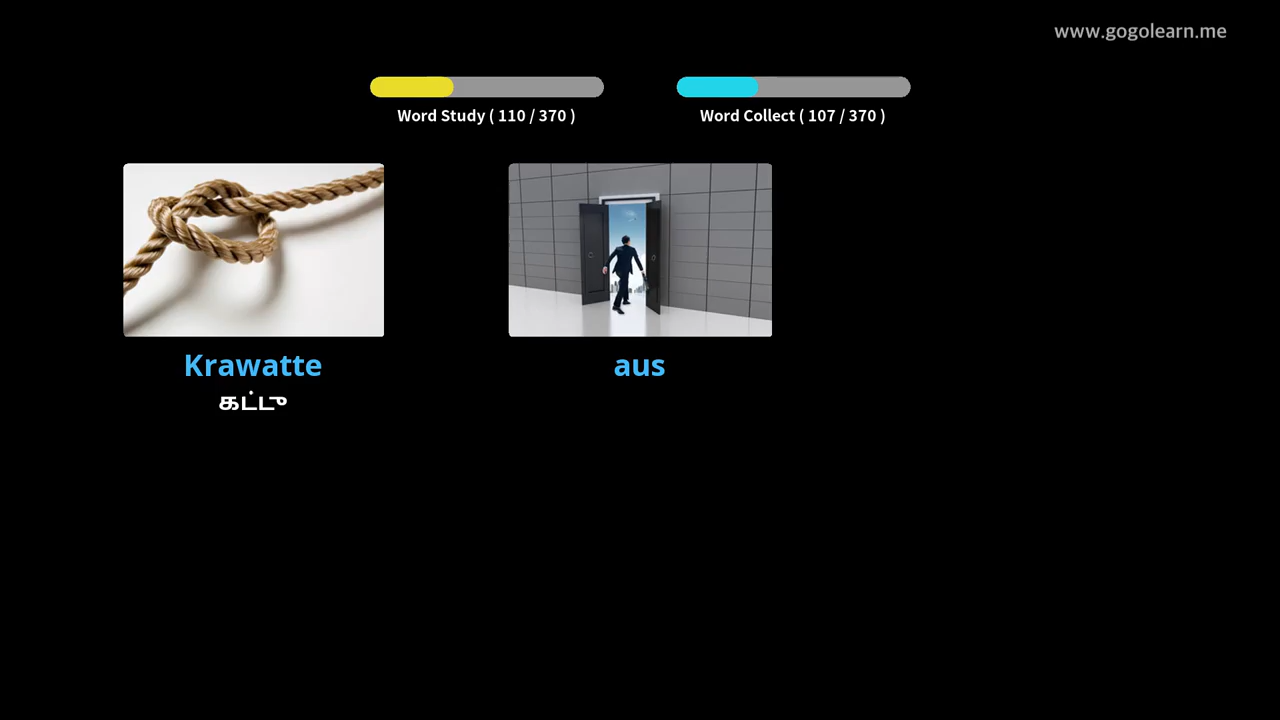 www.gogolearn.me
Word Study ( 110 / 370 )
Word Collect ( 107 / 370 )
Krawatte
aus
கட்டு